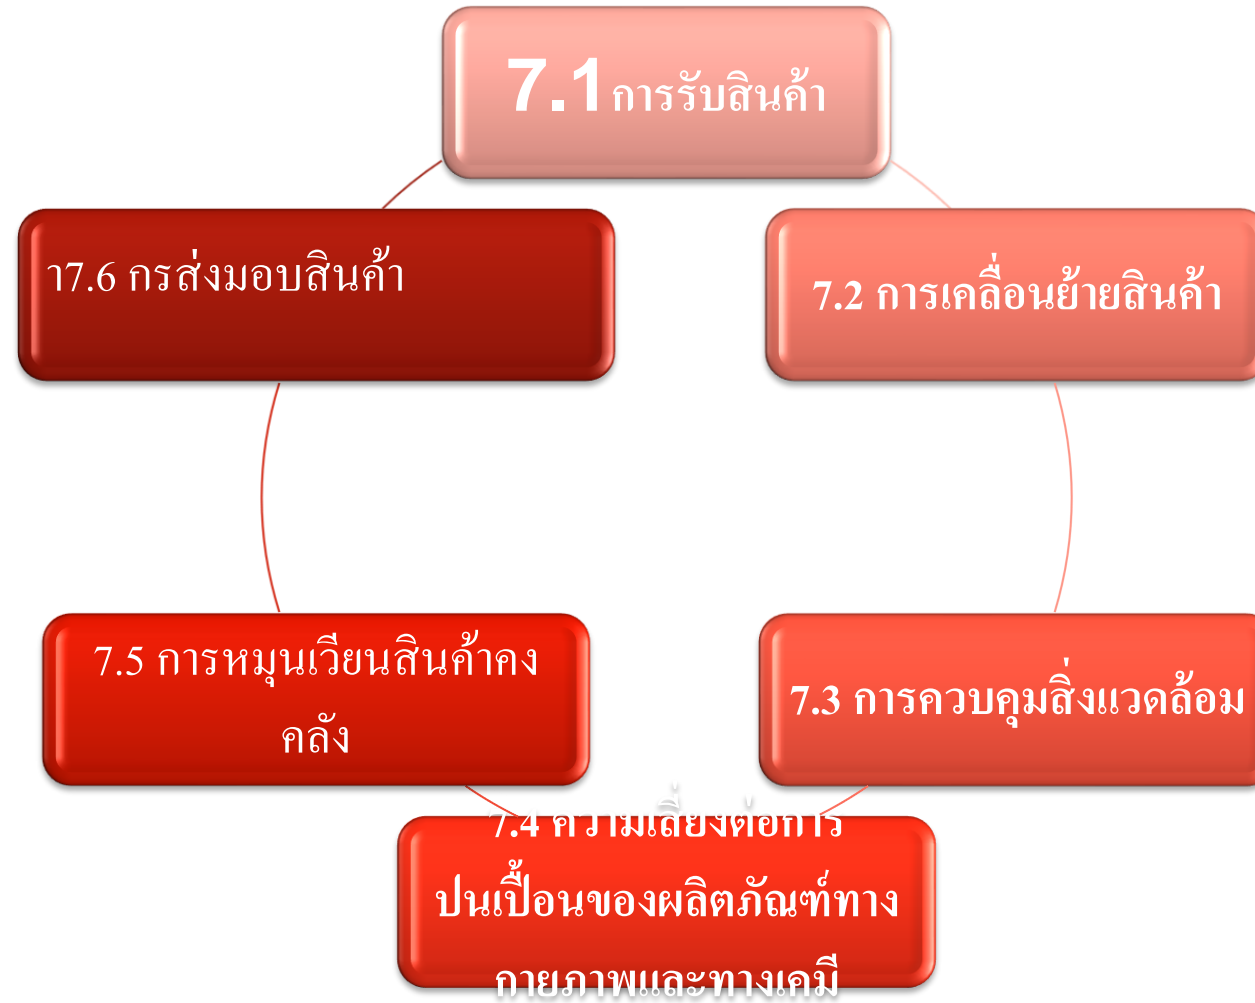 7.1 การรับสินค้า
7.2 การเคลื่อนย้ายสินค้า
7.3 การควบคุมสิ่งแวดล้อม
7.4 ความเสี่ยงต่อการ
ปนเปื้อนของผลิตภัณฑ์ทาง
กายภาพและทางเคมี
7.5 การหมุนเวียนสินค้าคง
คลัง
า7.6 กรส่งมอบสินค้า